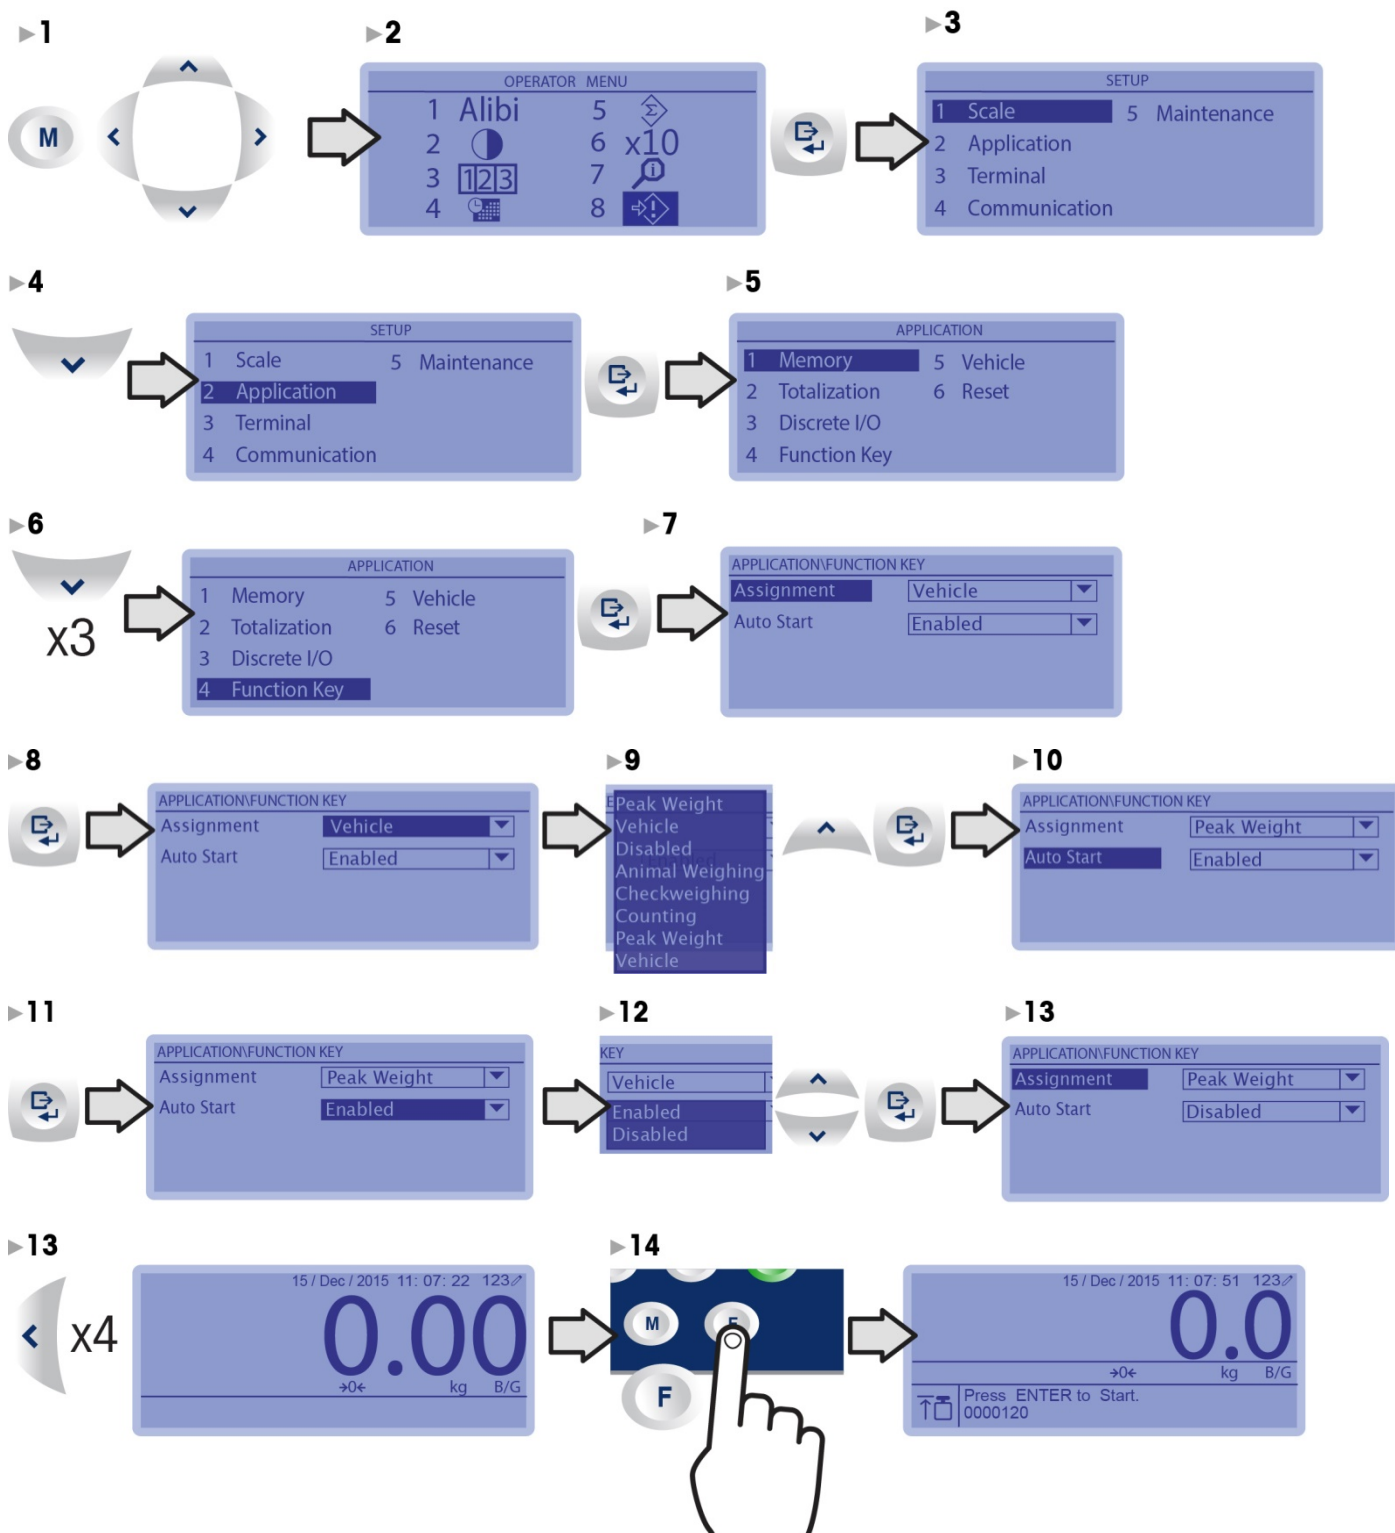 1
2
3
M
OPERATOR MENU
1 Alibi 5
2 6 x10
3 123 7
4 8
SETUP
1 Scale 5 Maintenance
2 Application
3 Terminal
4 Communication
4
5
SETUP
1 Scale 5 Maintenance
2 Application
3 Terminal
4 Communication
APPLICATION
1 Memory 5 Vehicle
2 Totalization 6 Reset
3 Discrete I/O
4 Function Key
6
7
x3
APPLICATION
1 Memory 5 Vehicle
2 Totalization 6 Reset
3 Discrete I/O
4 Function Key
APPLICATION\FUNCTION KEY
Assignment Vehicle
Auto Start Enabled
8
9
10
APPLICATION\FUNCTION KEY
Assignment Vehicle
Auto Start Enabled
Peak Weight
Vehicle
Disabled
Animal Weighing
Checkweighing
Counting
Peak Weight
Vehicle
APPLICATION\FUNCTION KEY
Assignment Peak Weight
Auto Start Enabled
11
12
13
APPLICATION\FUNCTION KEY
Assignment Peak Weight
Auto Start Enabled
KEY
Vehicle
Enabled
Disabled
APPLICATION\FUNCTION KEY
Assignment Peak Weight
Auto Start Disabled
13
14
x4
15 / Dec / 2015 11: 07: 22 123
0.00
→0← kg B/G
M F
F
15 / Dec / 2015 11: 07: 51 123
0.0
→0← kg B/G
Press ENTER to Start.
0000120